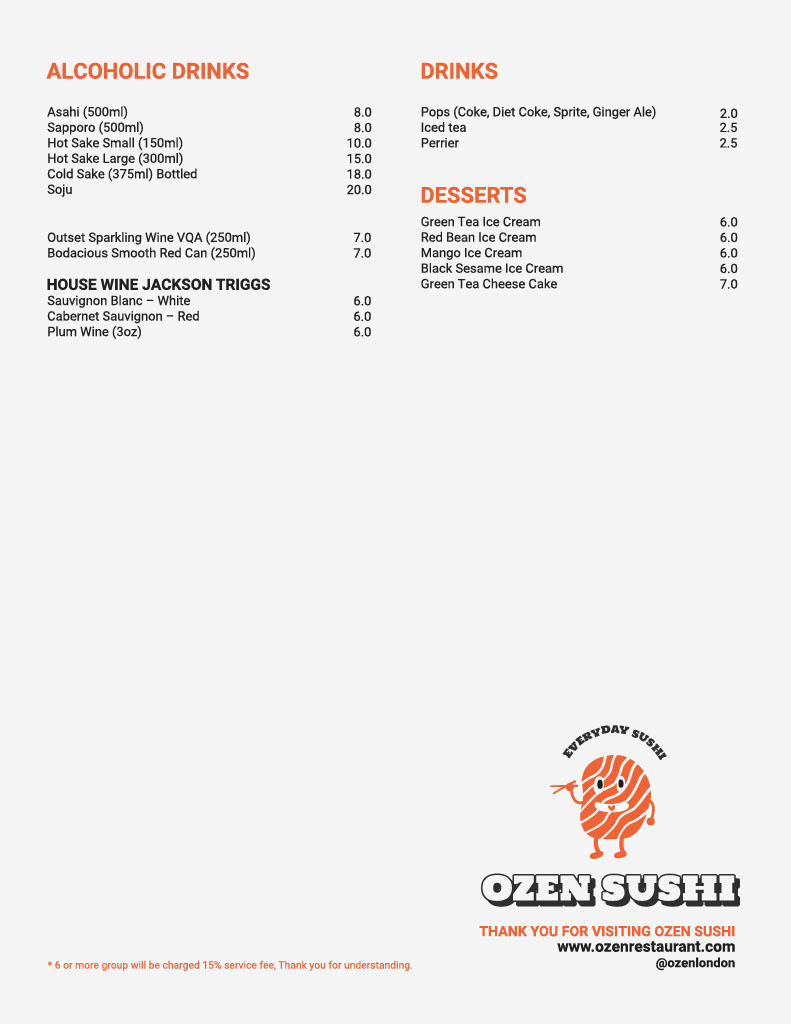 ALCOHOLIC DRINKS
Asahi (500ml) 8.0
Sapporo (500ml) 8.0
Hot Sake Small (150ml) 10.0
Hot Sake Large (300ml) 15.0
Cold Sake (375ml) Bottled 18.0
Soju 20.0
Outset Sparkling Wine VQA (250ml) 7.0
Bodacious Smooth Red Can (250ml) 7.0
HOUSE WINE JACKSON TRIGGS
Sauvignon Blanc – White 6.0
Cabernet Sauvignon – Red 6.0
Plum Wine (3oz) 6.0
DRINKS
Pops (Coke, Diet Coke, Sprite, Ginger Ale) 2.0
Iced tea 2.5
Perrier 2.5
DESSERTS
Green Tea Ice Cream 6.0
Red Bean Ice Cream 6.0
Mango Ice Cream 6.0
Black Sesame Ice Cream 6.0
Green Tea Cheese Cake 7.0
EVERYDAY SUSHI
OZEN SUSHI
THANK YOU FOR VISITING OZEN SUSHI
www.ozenrestaurant.com
@ozenlondon
* 6 or more group will be charged 15% service fee, Thank you for understanding.